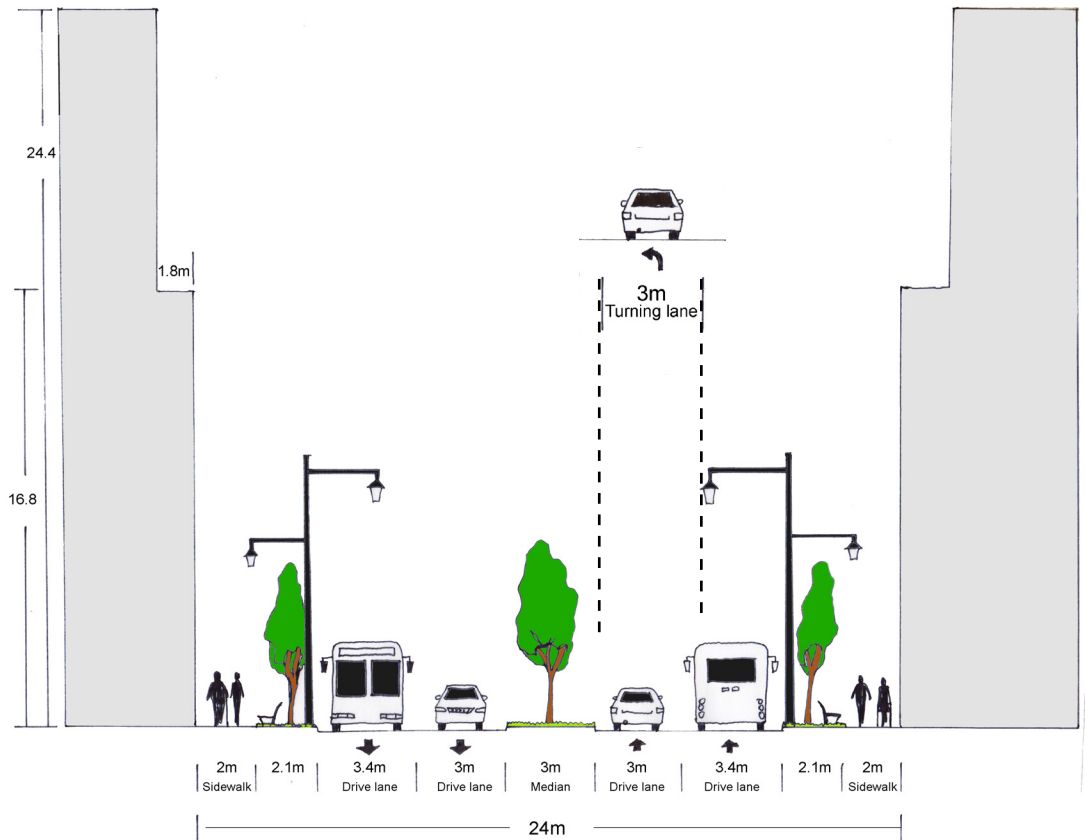 24.4
1.8m
3m
Turning lane
16.8
2m
Sidewalk
2.1m
3.4m
Drive lane
3m
Drive lane
3m
Median
3m
Drive lane
3.4m
Drive lane
2.1m
2m
Sidewalk
24m